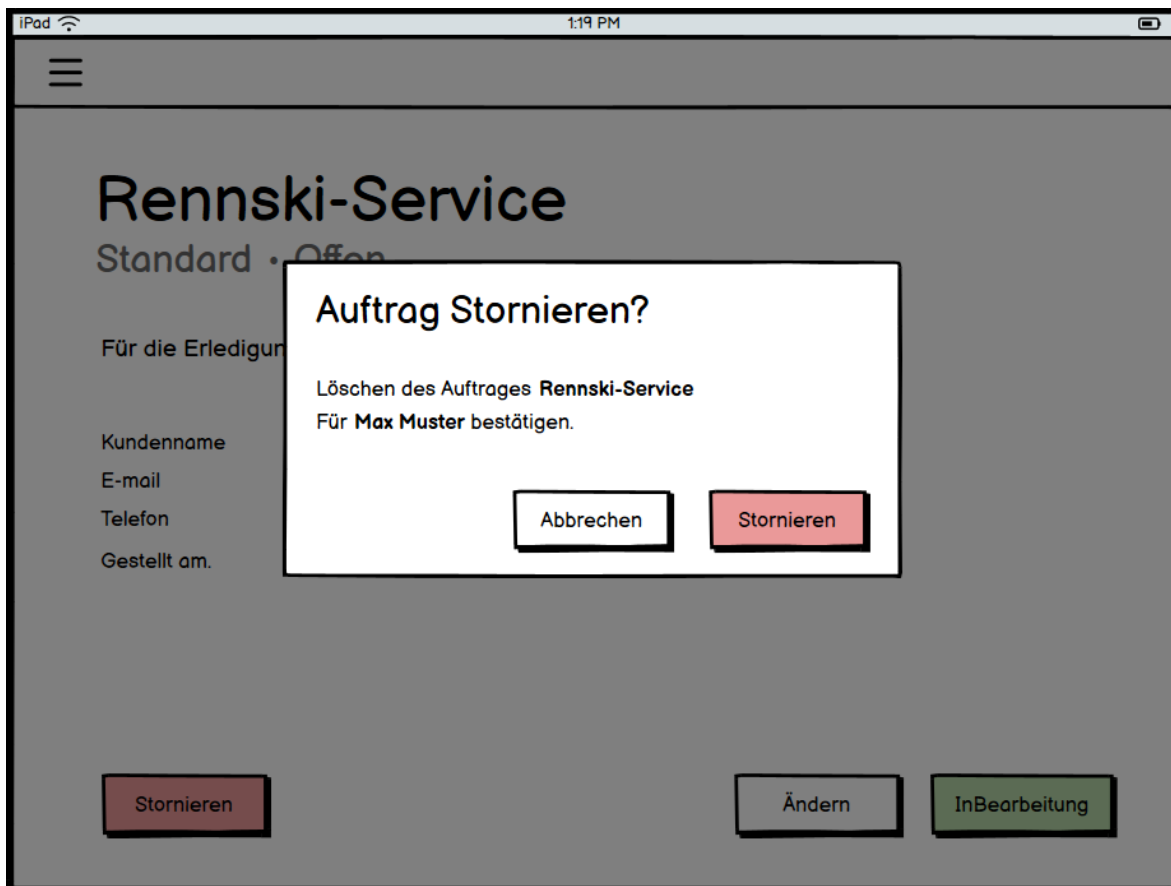 iPad 1:19 PM
Rennski-Service
Standard • Offen
Auftrag Stornieren?
Für die Erledigun
Löschen des Auftrages Rennski-Service
Für Max Muster bestätigen.
Kundenname
E-mail
Telefon
Gestellt am.
Abbrechen Stornieren
Stornieren Ändern InBearbeitung